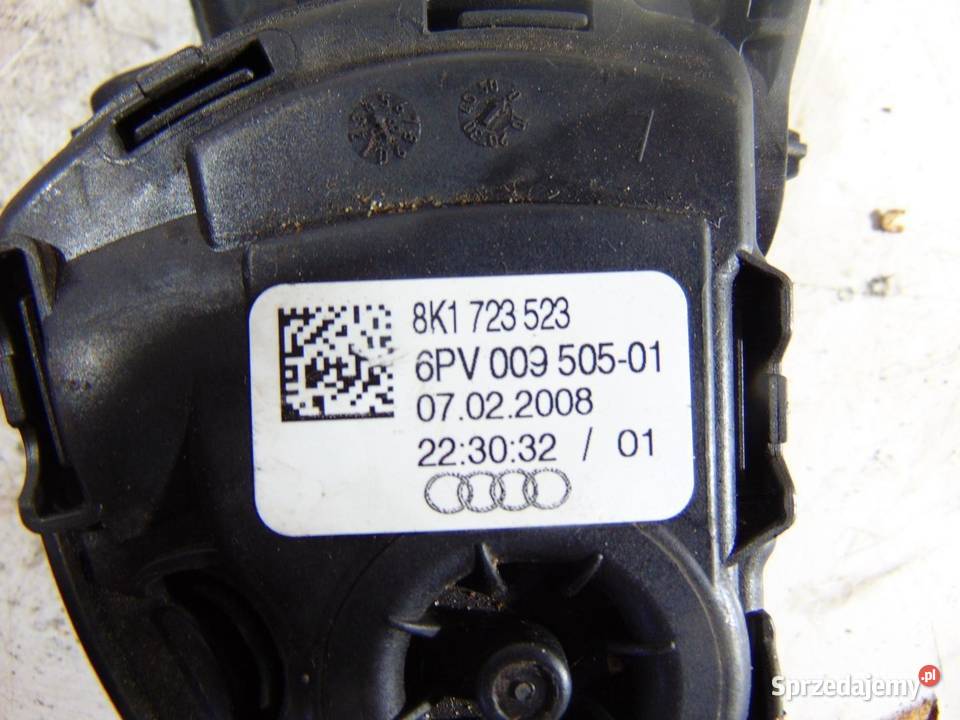 8K1 723 523
6PV 009 505-01
07.02.2008
22:30:32 / 01
Sprzedajemy.pl